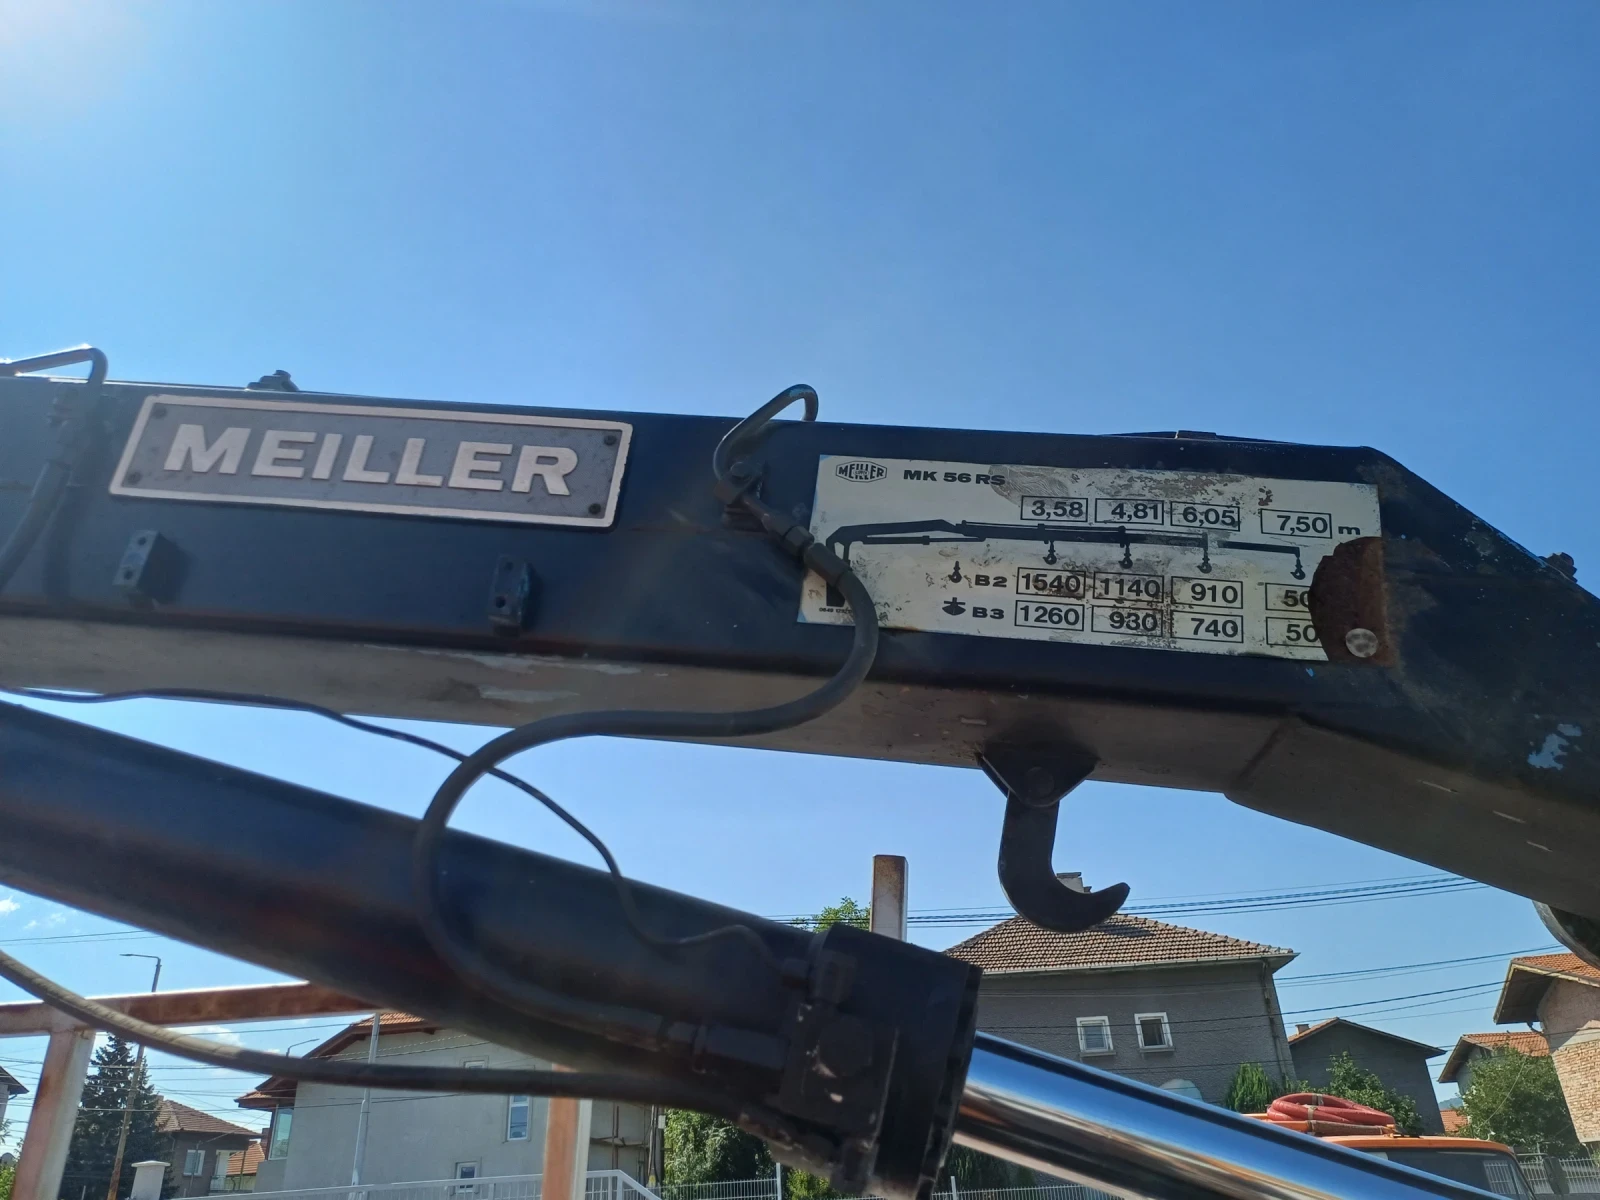 MEILLER
MEILLER MK 56 RS
3,58 4,81 6,05 7,50 m
B2 1540 1140 910
B3 1260 930 740